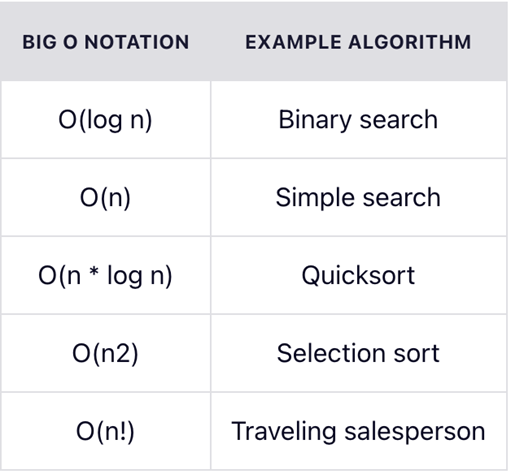 BIG O NOTATION EXAMPLE ALGORITHM
O(log n) Binary search
O(n) Simple search
O(n * log n) Quicksort
O(n2) Selection sort
O(n!) Traveling salesperson